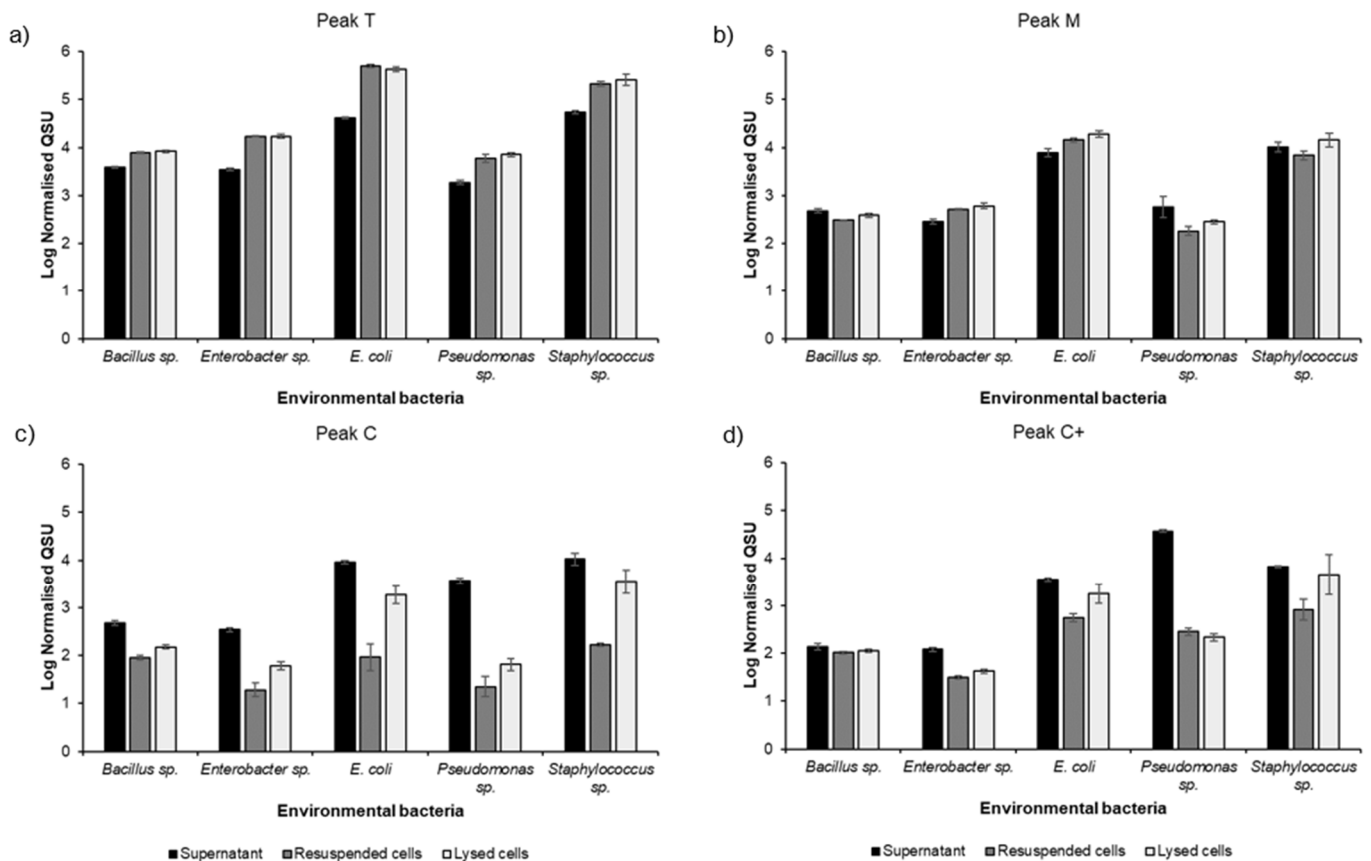 a)
Peak T
Log Normalised QSU
6
5
4
3
2
1
0
Bacillus sp.
Enterobacter sp.
E. coli
Pseudomonas
sp.
Staphylococcus
sp.
Environmental bacteria
b)
Peak M
Log Normalised QSU
6
5
4
3
2
1
0
Bacillus sp.
Enterobacter sp.
E. coli
Pseudomonas
sp.
Staphylococcus
sp.
Environmental bacteria
c)
Peak C
Log Normalised QSU
6
5
4
3
2
1
0
Bacillus sp.
Enterobacter sp.
E. coli
Pseudomonas
sp.
Staphylococcus
sp.
Environmental bacteria
d)
Peak C+
Log Normalised QSU
6
5
4
3
2
1
0
Bacillus sp.
Enterobacter sp.
E. coli
Pseudomonas
sp.
Staphylococcus
sp.
Environmental bacteria
Supernatant Resuspended cells Lysed cells
Supernatant Resuspended cells Lysed cells